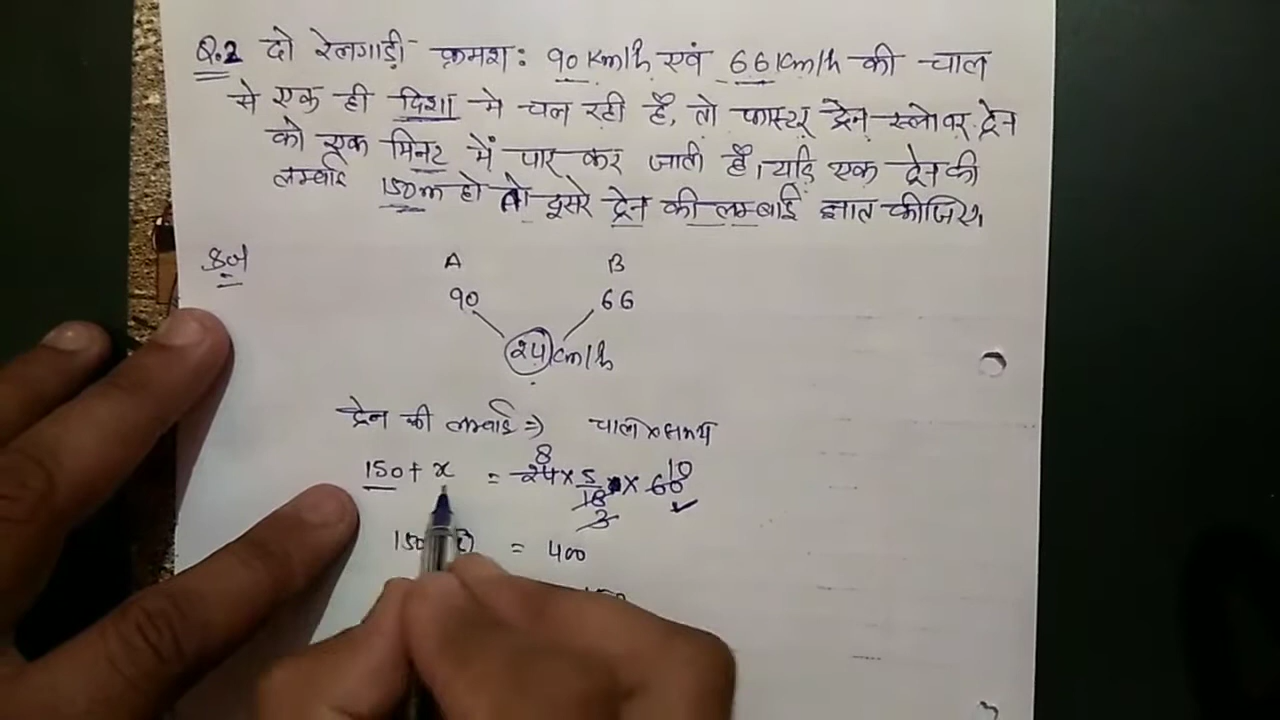 Q.2 दो रेलगाड़ी क्रमश: 90 Km/h एवं 66 Km/h की चाल
से एक ही दिशा मे चल रही है, तो फास्टर ट्रेन स्लोवर ट्रेन
को एक मिनट में पार कर जाती है। यदि एक ट्रेन की
लम्बाई 150m हो तो दूसरे ट्रेन की लम्बाई ज्ञात कीजिए।
Sol
A B
90 66
24 Km/h
ट्रेन की लम्बाई => चाल × समय
8 10
150 + x = 24 × 5/18 × 60
3
= 400